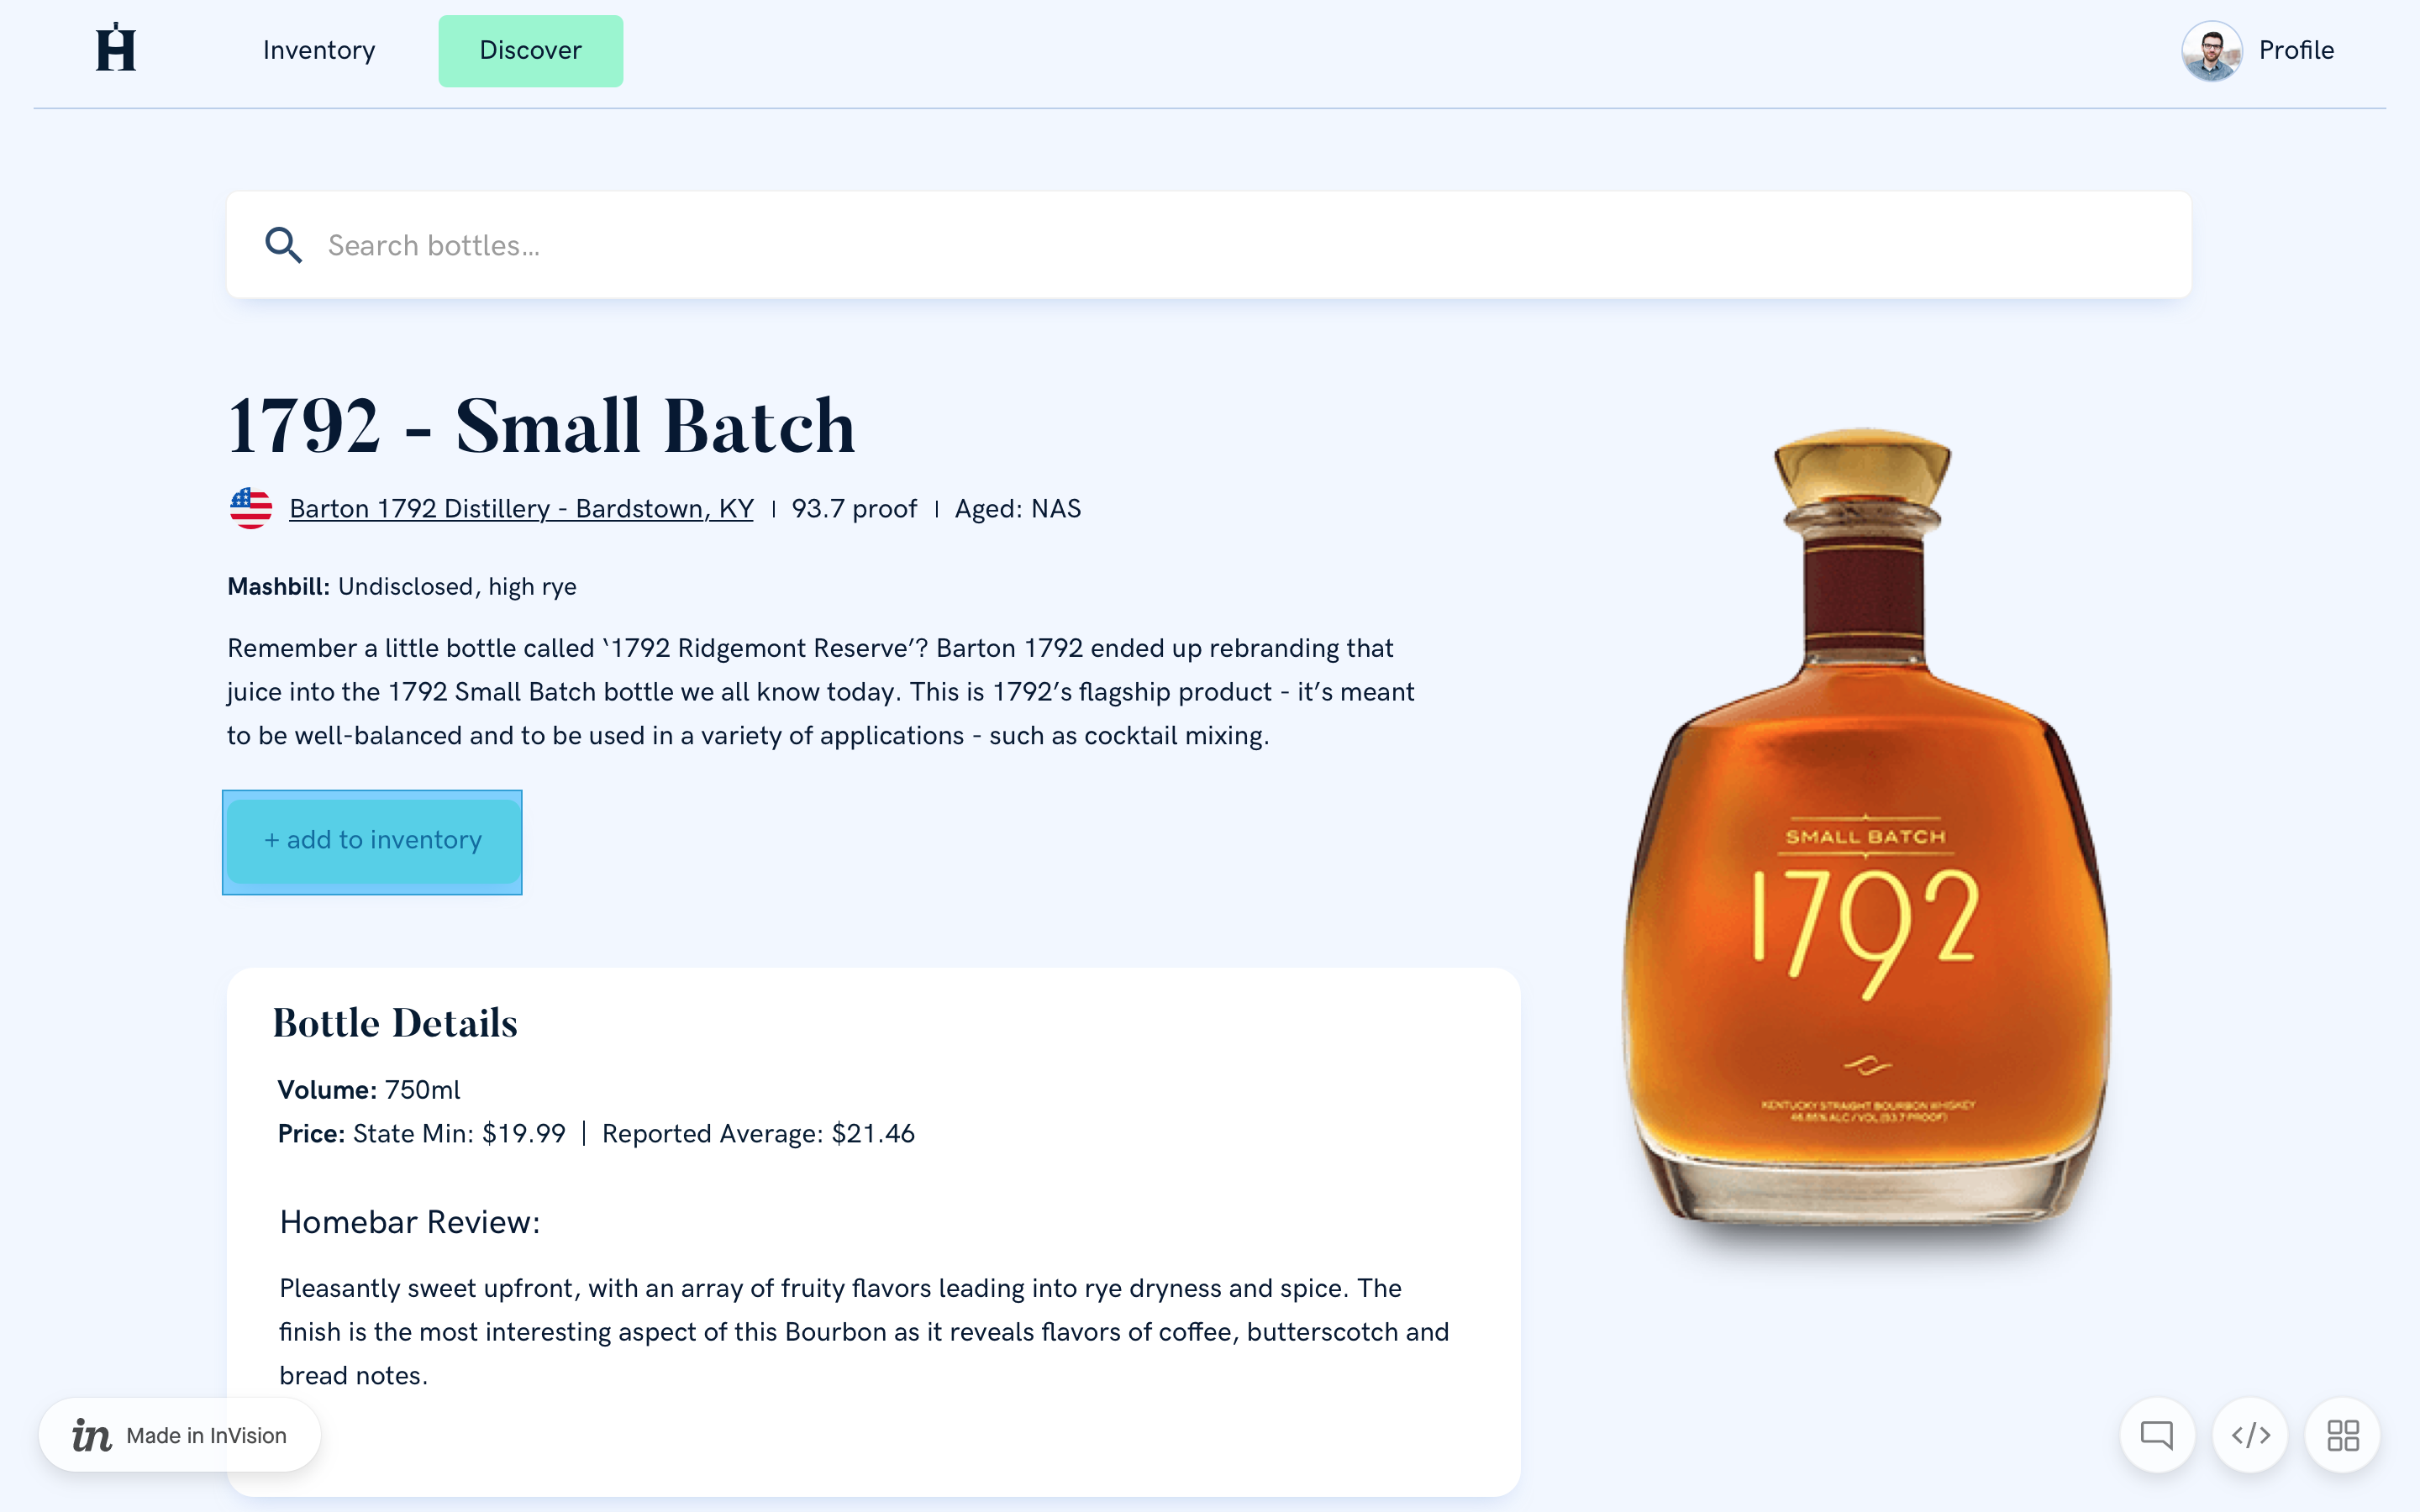 H
Inventory
Discover
Profile
Search bottles...
1792 - Small Batch
Barton 1792 Distillery - Bardstown, KY | 93.7 proof | Aged: NAS
Mashbill: Undisclosed, high rye
Remember a little bottle called ‘1792 Ridgemont Reserve’? Barton 1792 ended up rebranding that
juice into the 1792 Small Batch bottle we all know today. This is 1792’s flagship product - it’s meant
to be well-balanced and to be used in a variety of applications - such as cocktail mixing.
+ add to inventory
SMALL BATCH
1792
KENTUCKY STRAIGHT BOURBON WHISKEY
46.85% ALC/VOL (93.7 PROOF)
Bottle Details
Volume: 750ml
Price: State Min: $19.99 | Reported Average: $21.46
Homebar Review:
Pleasantly sweet upfront, with an array of fruity flavors leading into rye dryness and spice. The
finish is the most interesting aspect of this Bourbon as it reveals flavors of coffee, butterscotch and
bread notes.
in Made in InVision